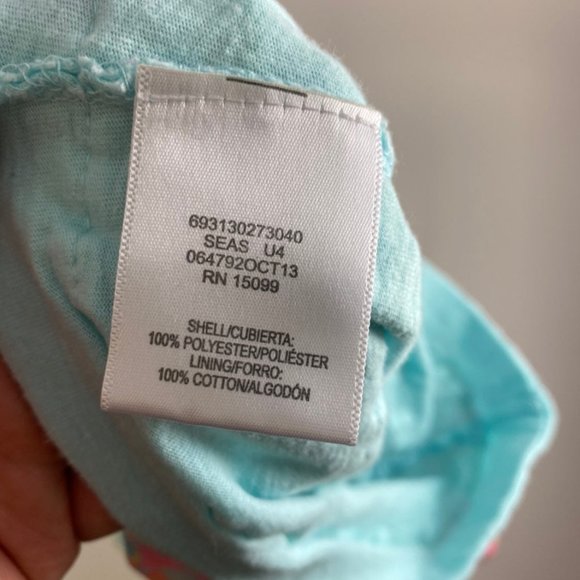 693130273040
SEAS U4
064792OCT13
RN 15099
SHELL/CUBIERTA:
100% POLYESTER/POLIÉSTER
LINING/FORRO:
100% COTTON/ALGODÓN